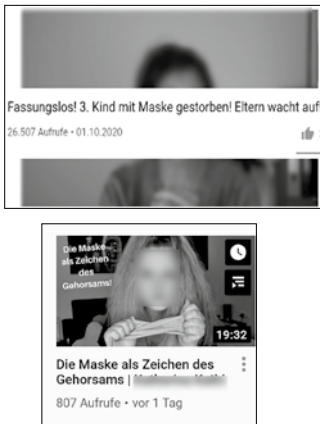 Fassungslos! 3. Kind mit Maske gestorben! Eltern wacht auf!
26.507 Aufrufe • 01.10.2020
Die Maske
als Zeichen
des
Gehorsams!
19:32
Die Maske als Zeichen des
Gehorsams |
807 Aufrufe • vor 1 Tag